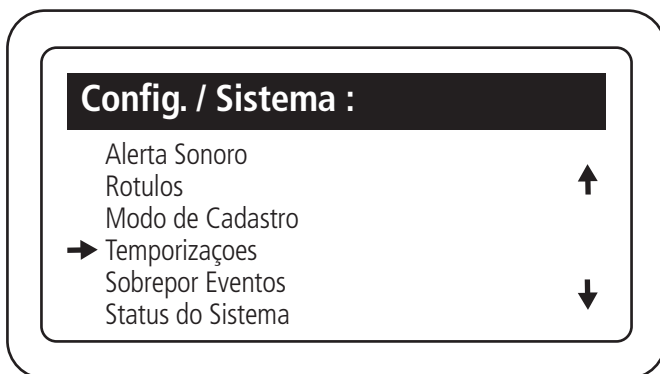 Config. / Sistema :
Alerta Sonoro
Rotulos
Modo de Cadastro
Temporizaçoes
Sobrepor Eventos
Status do Sistema